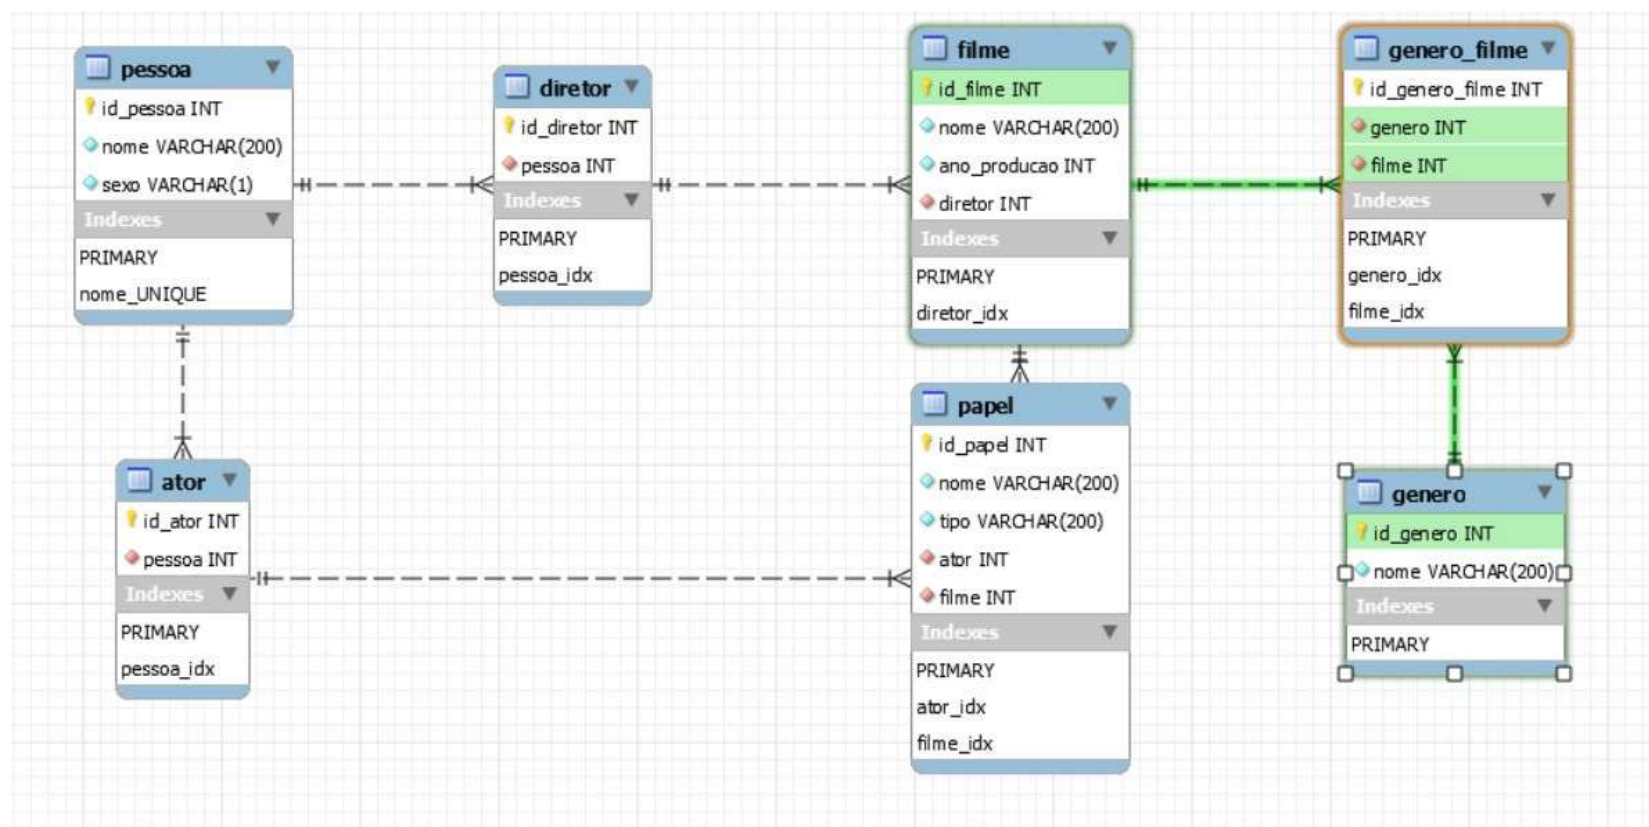 pessoa
id_pessoa INT
nome VARCHAR(200)
sexo VARCHAR(1)
Indexes
PRIMARY
nome_UNIQUE
diretor
id_diretor INT
pessoa INT
Indexes
PRIMARY
pessoa_idx
filme
id_filme INT
nome VARCHAR(200)
ano_producao INT
diretor INT
Indexes
PRIMARY
diretor_idx
genero_filme
id_genero_filme INT
genero INT
filme INT
Indexes
PRIMARY
genero_idx
filme_idx
ator
id_ator INT
pessoa INT
Indexes
PRIMARY
pessoa_idx
papel
id_papel INT
nome VARCHAR(200)
tipo VARCHAR(200)
ator INT
filme INT
Indexes
PRIMARY
ator_idx
filme_idx
genero
id_genero INT
nome VARCHAR(200)
Indexes
PRIMARY